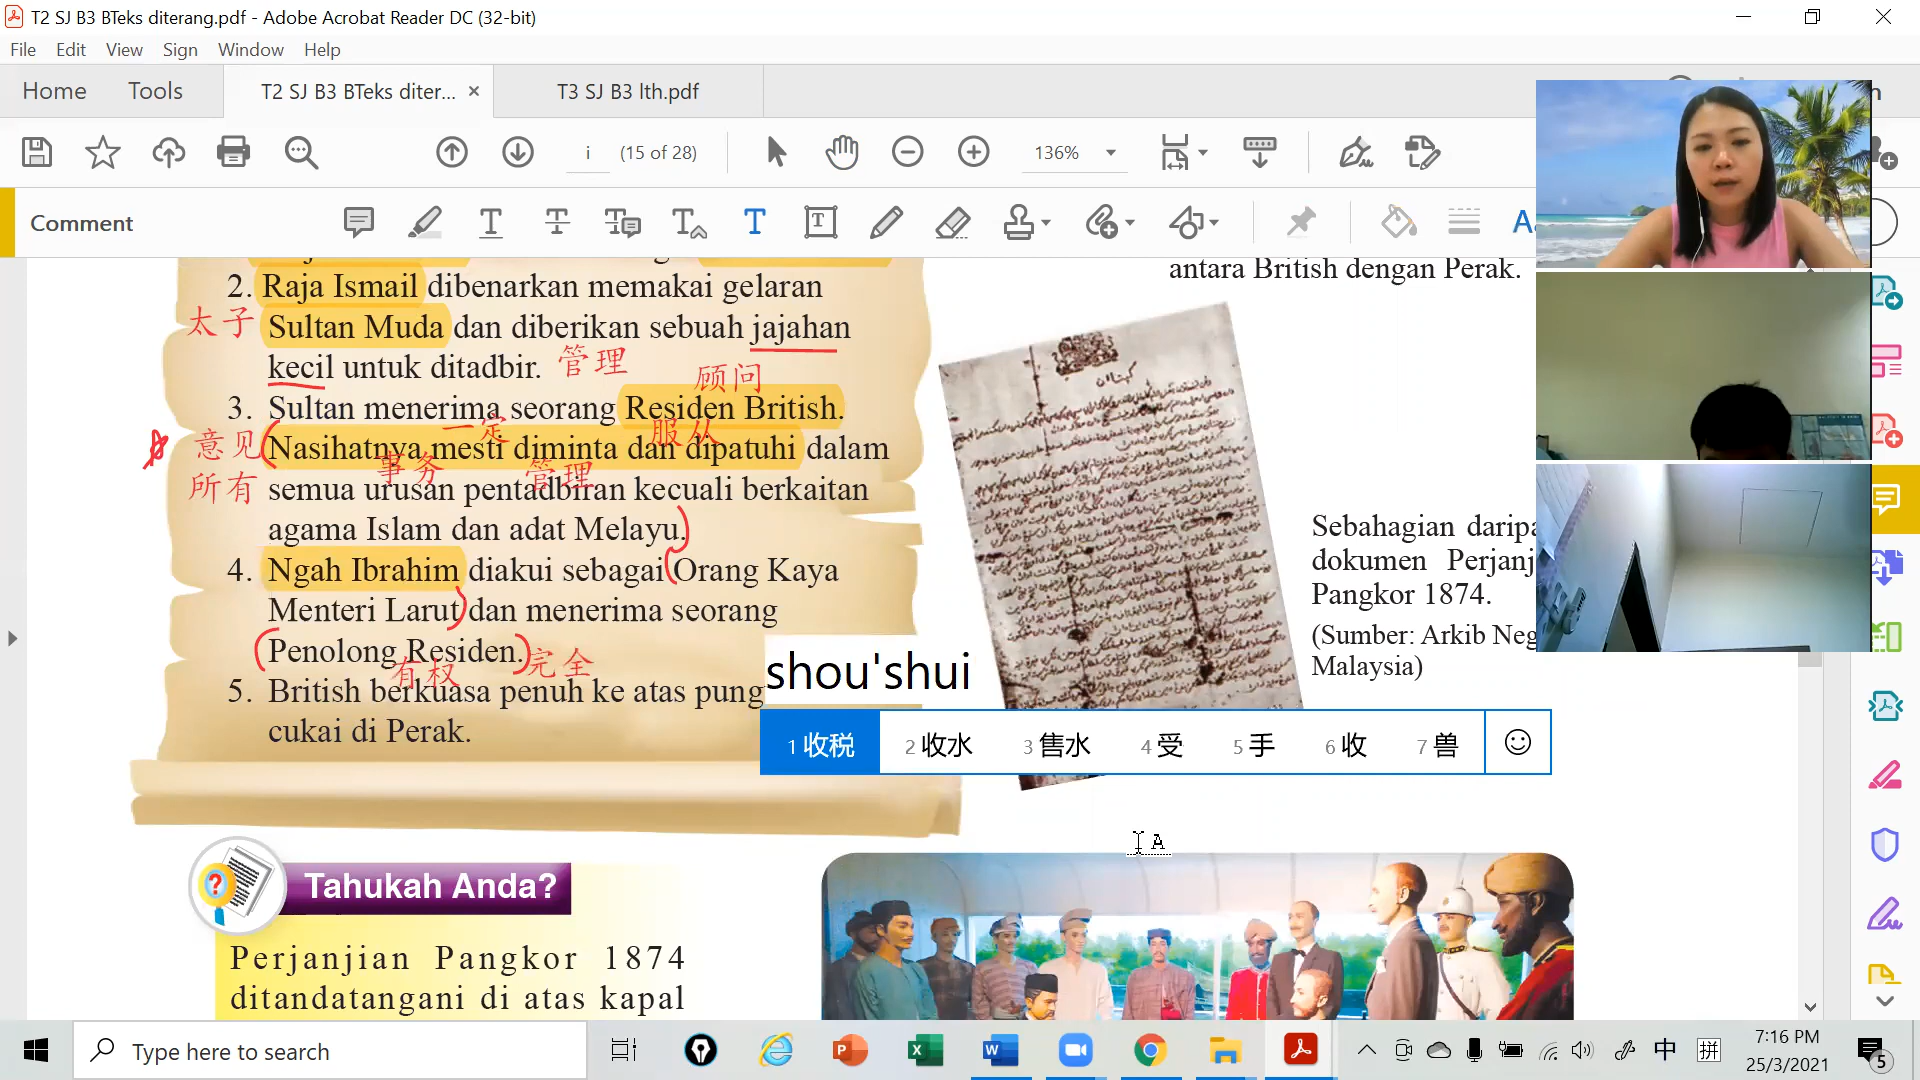 T2 SJ B3 BTeks diterang.pdf - Adobe Acrobat Reader DC (32-bit)
File Edit View Sign Window Help
Home Tools T2 SJ B3 BTeks diter... × T3 SJ B3 lth.pdf
i (15 of 28) 136%
Comment
antara British dengan Perak.
2. Raja Ismail dibenarkan memakai gelaran
太子 Sultan Muda dan diberikan sebuah jajahan
kecil untuk ditadbir. 管理
顾问
3. Sultan menerima seorang Residen British.
一定 服从
意见 Nasihatnya mesti diminta dan dipatuhi dalam
事务 管理
所有 semua urusan pentadbiran kecuali berkaitan
agama Islam dan adat Melayu.
4. Ngah Ibrahim diakui sebagai Orang Kaya
Menteri Larut dan menerima seorang
Penolong Residen.
有权 完全
5. British berkuasa penuh ke atas pung
cukai di Perak.
shou'shui
1 收税 2 收水 3 售水 4 受 5 手 6 收 7 兽
Sebahagian daripa
dokumen Perjanj
Pangkor 1874.
(Sumber: Arkib Neg
Malaysia)
A
Tahukah Anda?
Perjanjian Pangkor 1874
ditandatangani di atas kapal
Type here to search
中 拼
7:16 PM
25/3/2021
5